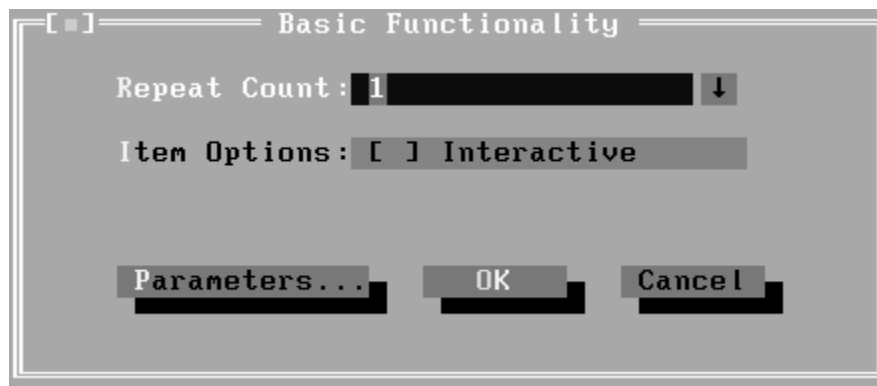 [■] Basic Functionality
Repeat Count: 1 ↓
Item Options: [ ] Interactive
Parameters... OK Cancel